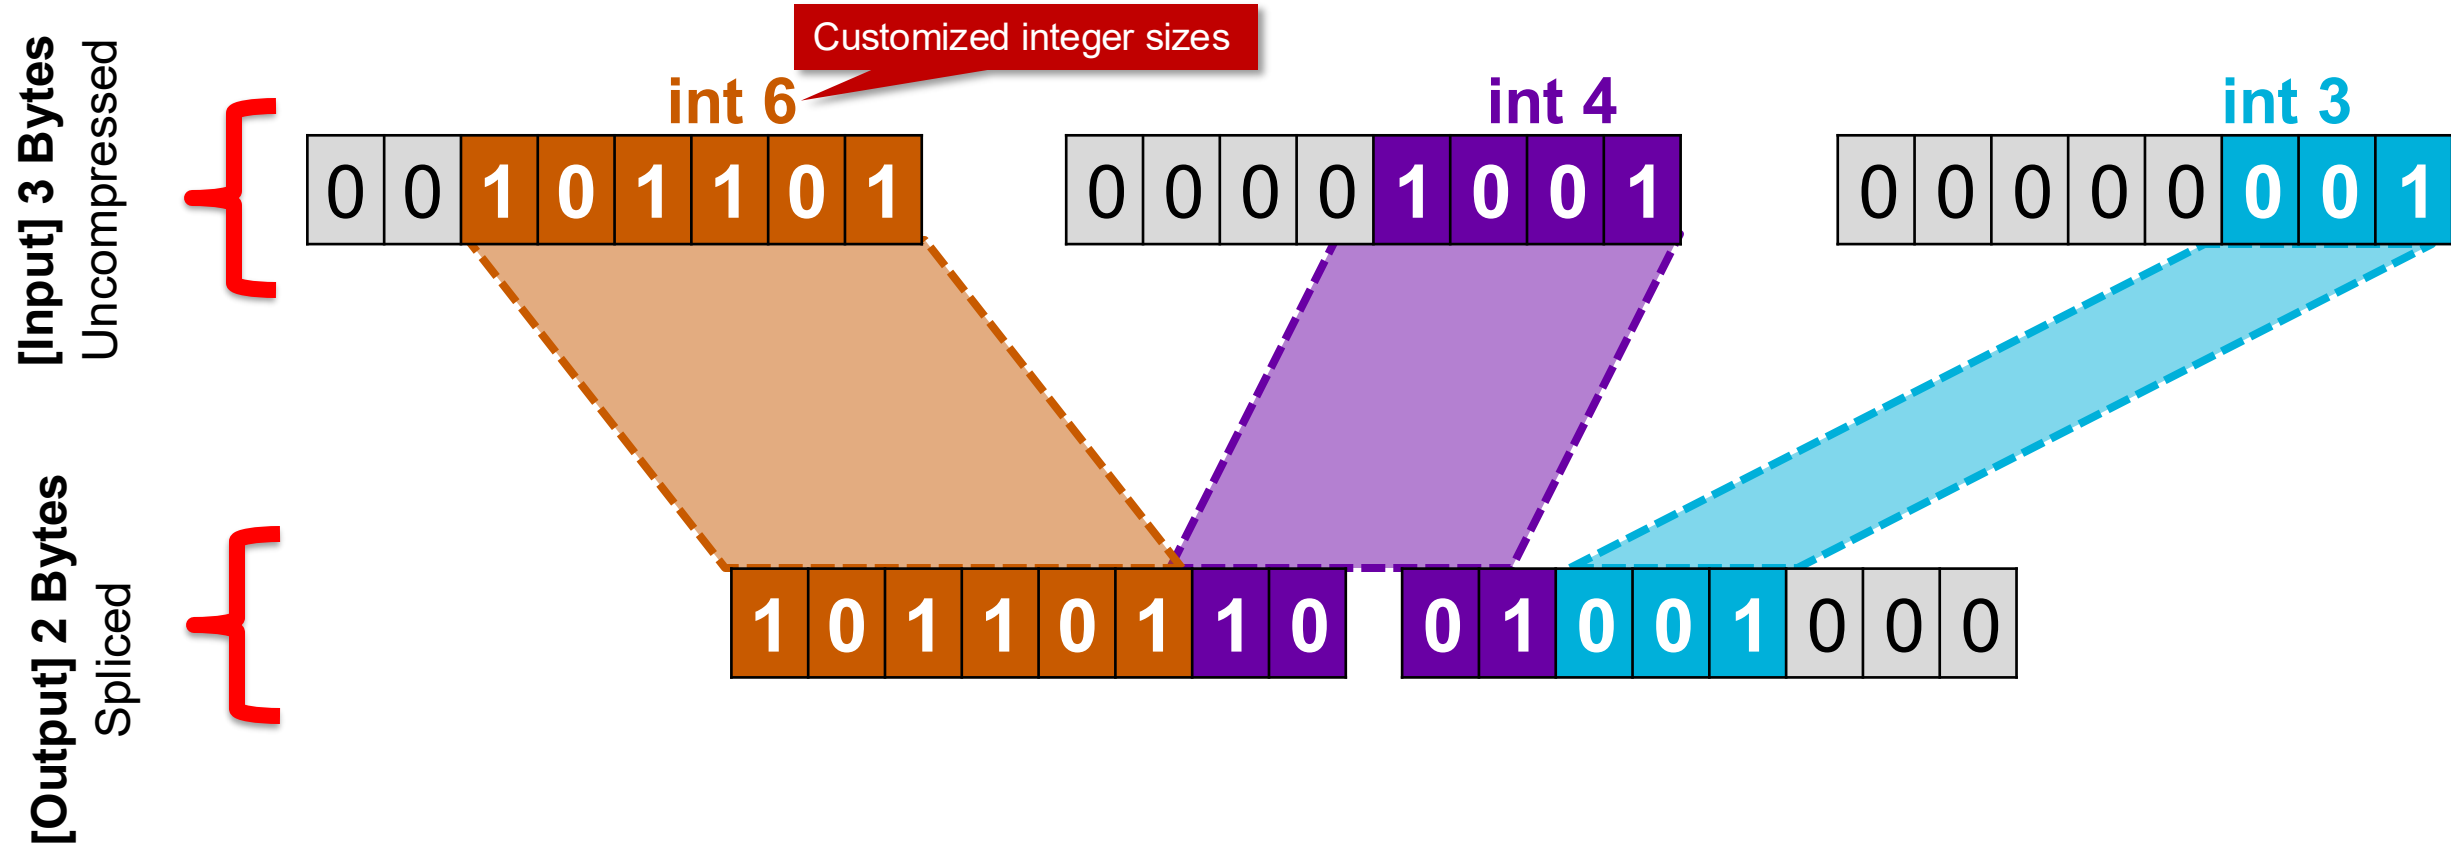 Customized integer sizes
[Input] 3 Bytes
Uncompressed
int 6
int 4
int 3
0 0 1 0 1 1 0 1
0 0 0 0 1 0 0 1
0 0 0 0 0 0 0 1
[Output] 2 Bytes
Spliced
1 0 1 1 0 1 1 0
0 1 0 0 1 0 0 0